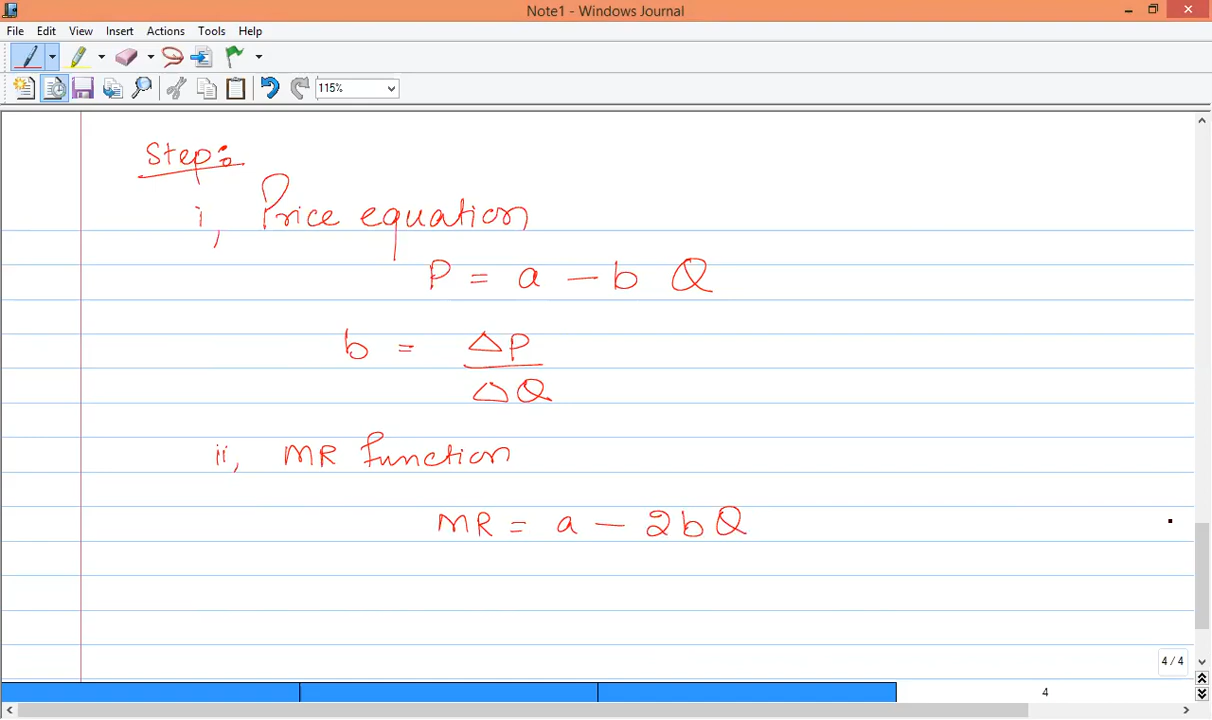 Note1 - Windows Journal
File Edit View Insert Actions Tools Help
115%
Step:
i, Price equation
P = a - b Q
b = ΔP
ΔQ
ii, MR function
MR = a - 2bQ
4 / 4
4